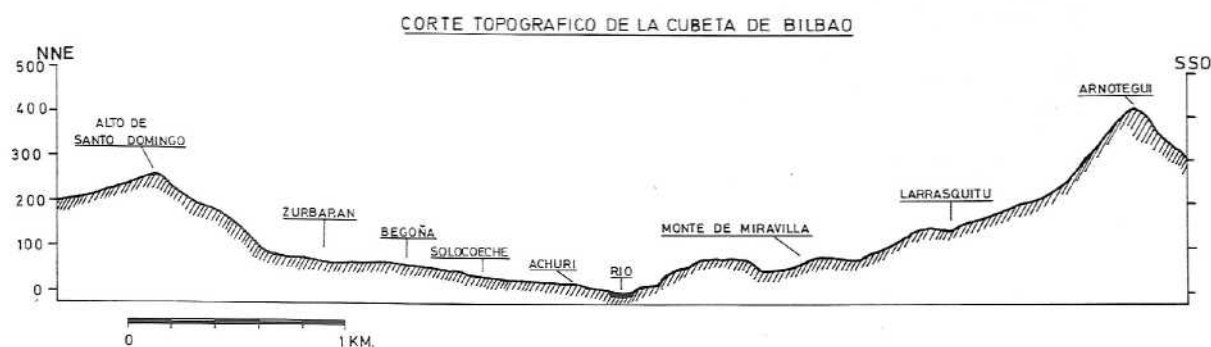 CORTE TOPOGRAFICO DE LA CUBETA DE BILBAO
NNE
SSO
500
400
300
200
100
0
ALTO DE
SANTO DOMINGO
ZURBARAN
BEGOÑA
SOLOCOECHE
ACHURI
RIO
MONTE DE MIRAVILLA
LARRASQUITU
ARNOTEGUI
0
1 KM.